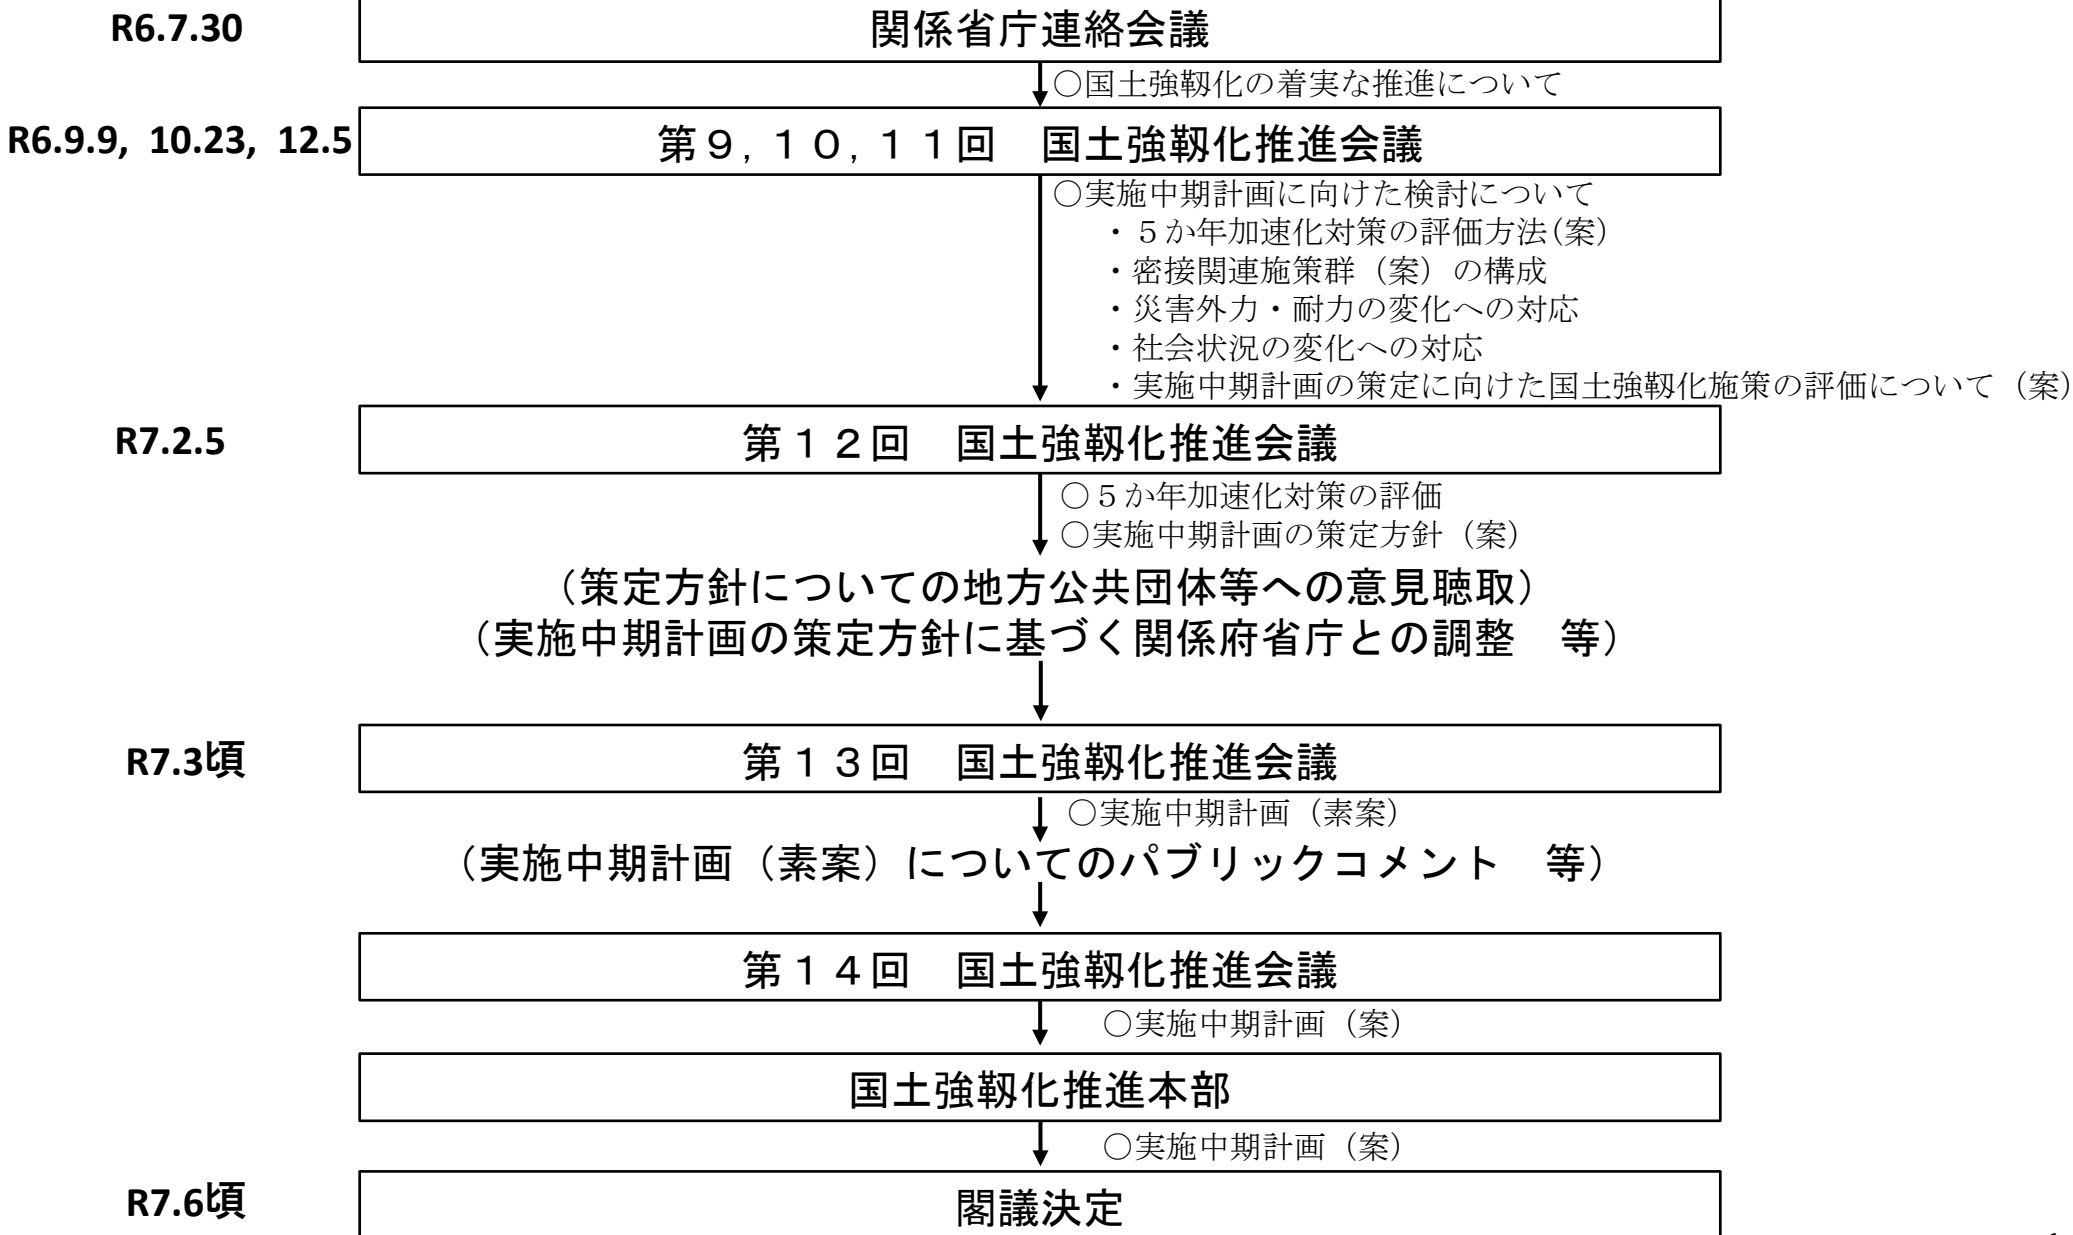 R6.7.30
関係省庁連絡会議
○国土強靱化の着実な推進について
R6.9.9, 10.23, 12.5
第９,１０,１１回　国土強靱化推進会議
○実施中期計画に向けた検討について
・５か年加速化対策の評価方法(案)
・密接関連施策群（案）の構成
・災害外力・耐力の変化への対応
・社会状況の変化への対応
・実施中期計画の策定に向けた国土強靱化施策の評価について（案）
R7.2.5
第１２回　国土強靱化推進会議
○５か年加速化対策の評価
○実施中期計画の策定方針（案）
（策定方針についての地方公共団体等への意見聴取）
（実施中期計画の策定方針に基づく関係府省庁との調整　等）
R7.3頃
第１３回　国土強靱化推進会議
○実施中期計画（素案）
（実施中期計画（素案）についてのパブリックコメント　等）
第１４回　国土強靱化推進会議
○実施中期計画（案）
国土強靱化推進本部
○実施中期計画（案）
R7.6頃
閣議決定